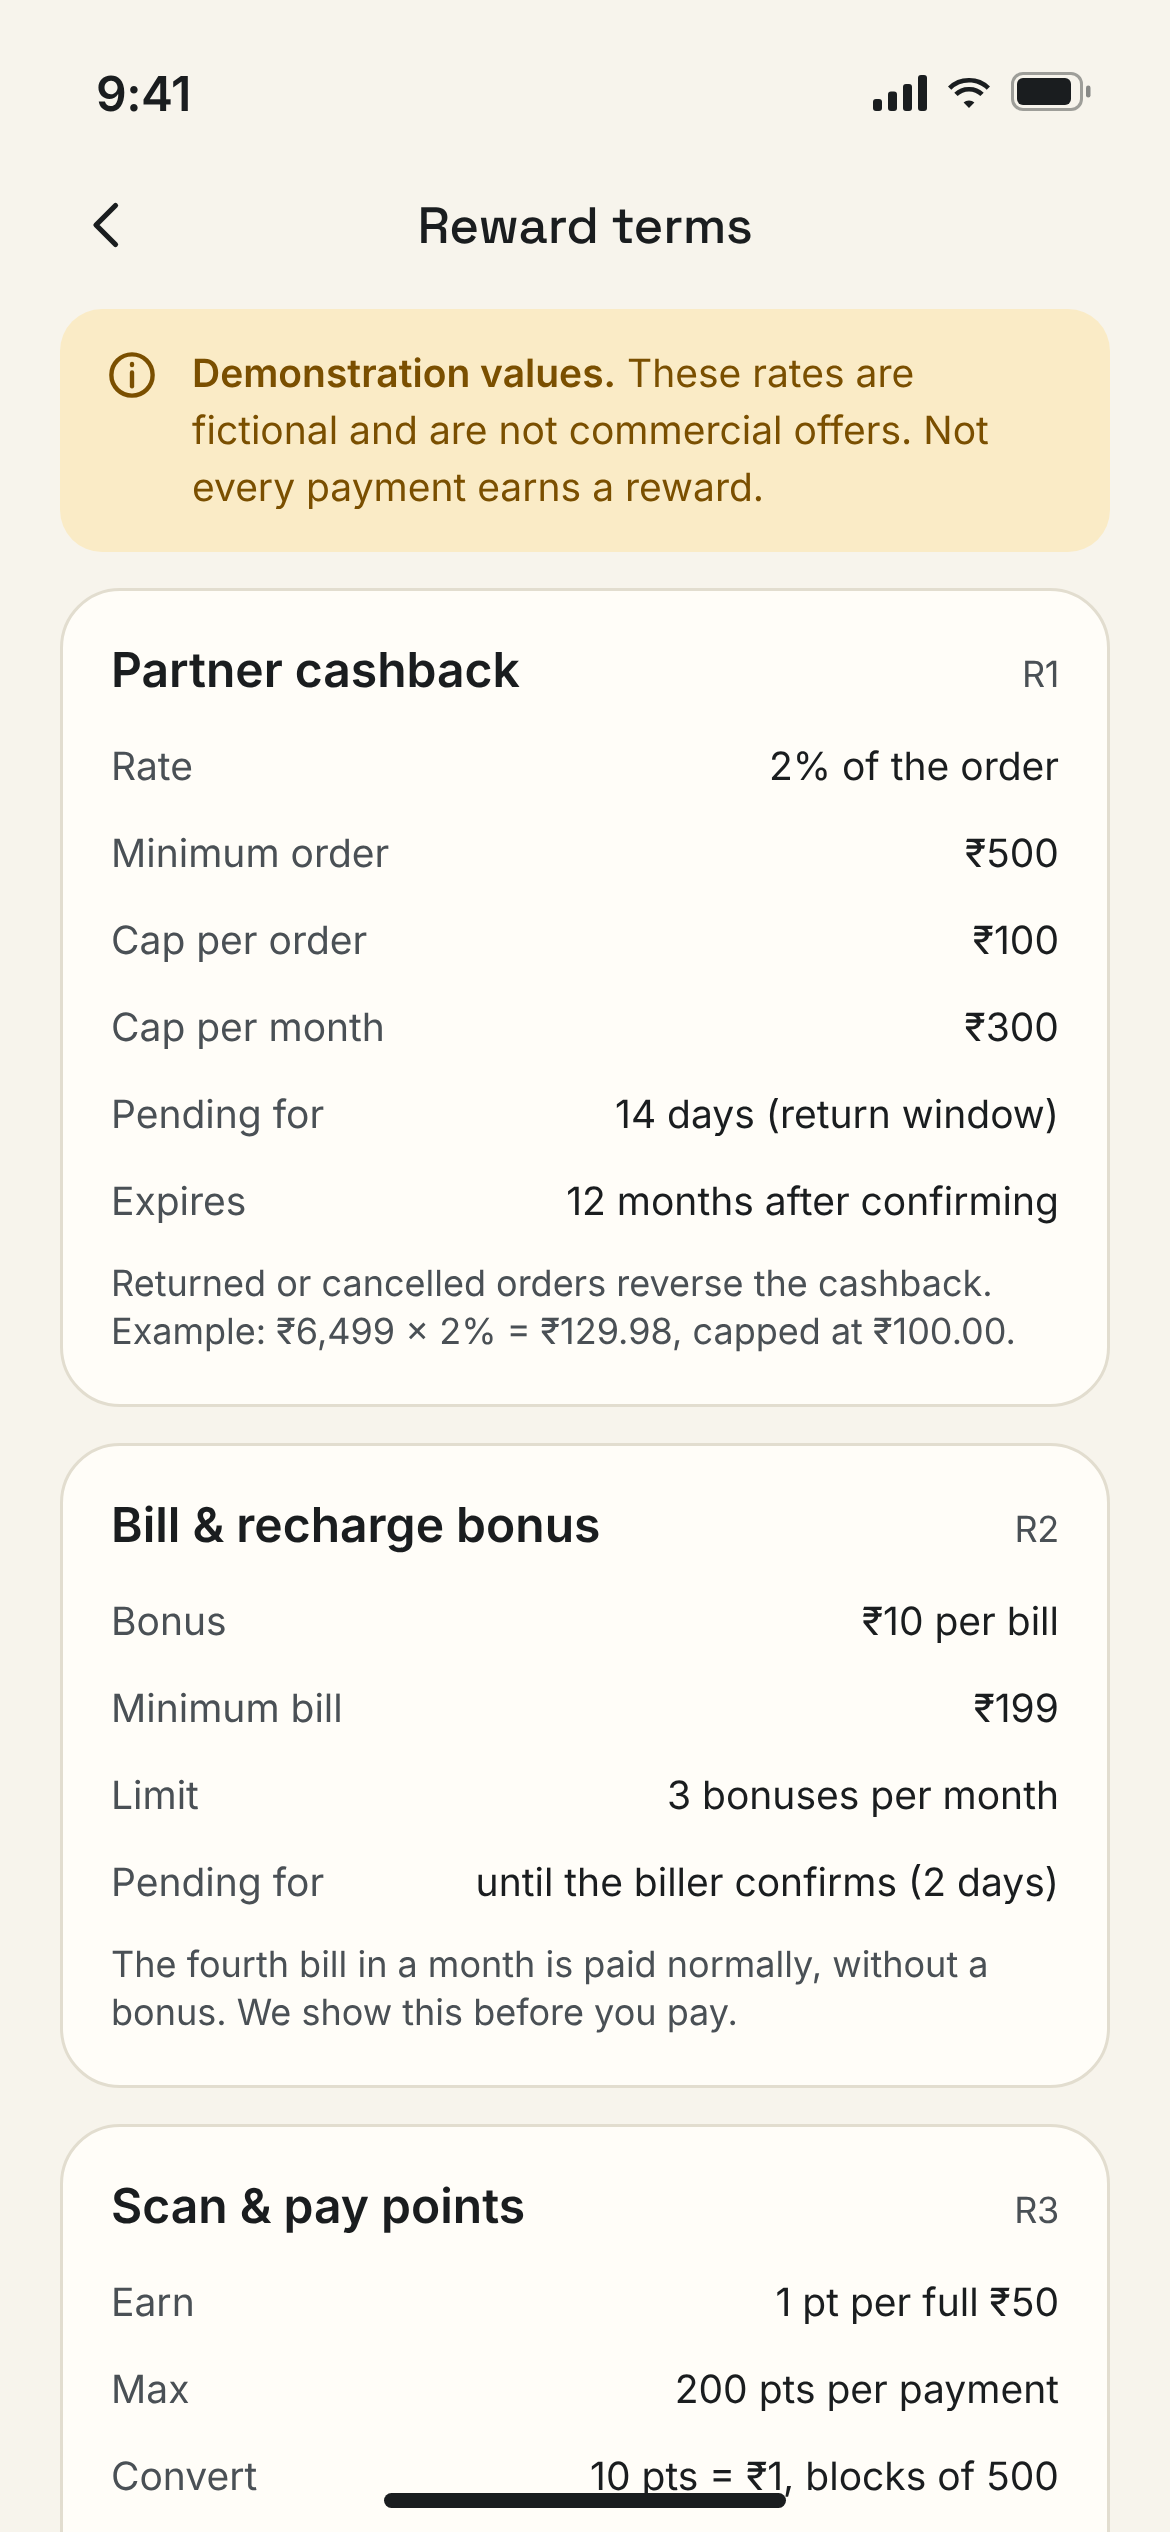 9:41
Reward terms
Demonstration values. These rates are
fictional and are not commercial offers. Not
every payment earns a reward.
Partner cashback R1
Rate 2% of the order
Minimum order ₹500
Cap per order ₹100
Cap per month ₹300
Pending for 14 days (return window)
Expires 12 months after confirming
Returned or cancelled orders reverse the cashback.
Example: ₹6,499 × 2% = ₹129.98, capped at ₹100.00.
Bill & recharge bonus R2
Bonus ₹10 per bill
Minimum bill ₹199
Limit 3 bonuses per month
Pending for until the biller confirms (2 days)
The fourth bill in a month is paid normally, without a
bonus. We show this before you pay.
Scan & pay points R3
Earn 1 pt per full ₹50
Max 200 pts per payment
Convert 10 pts = ₹1, blocks of 500